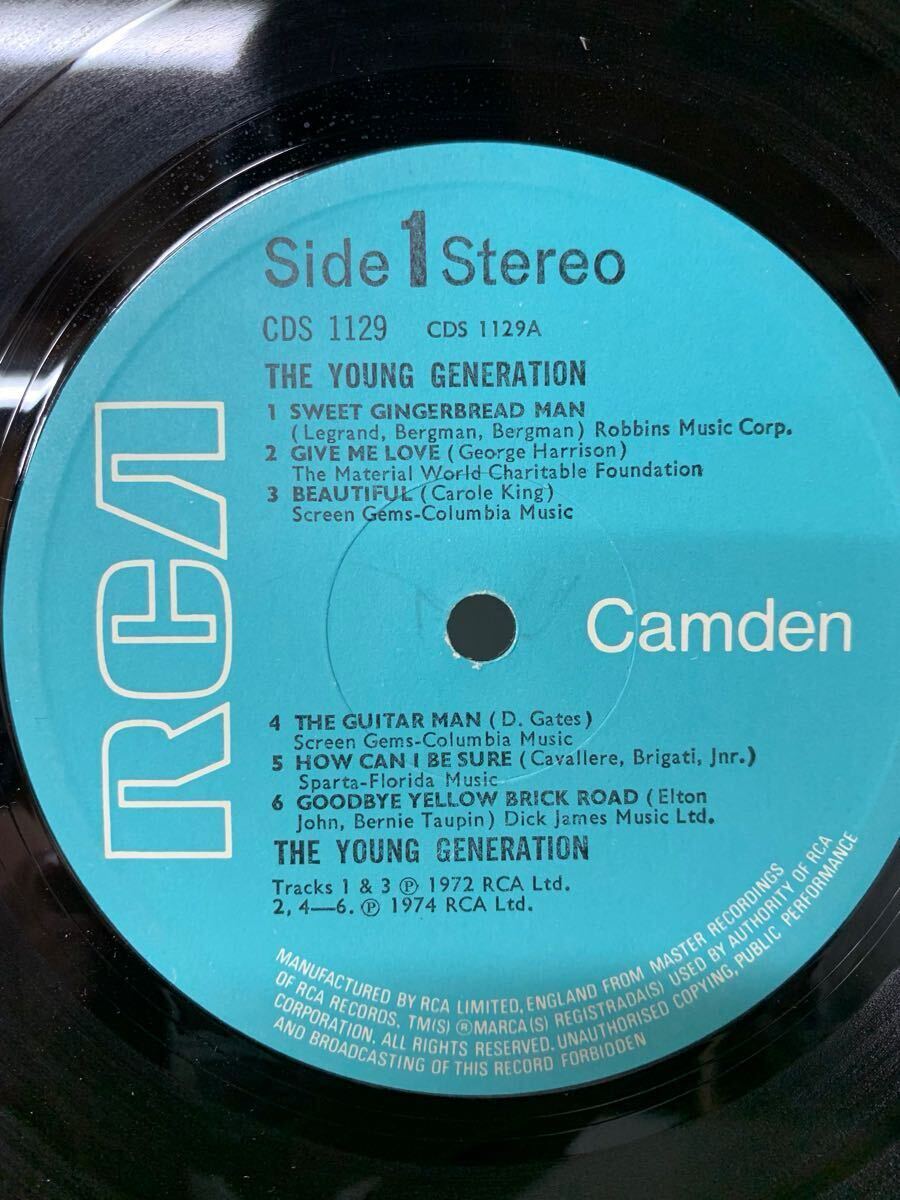 Side 1 Stereo
CDS 1129 CDS 1129A
THE YOUNG GENERATION
1 SWEET GINGERBREAD MAN
(Legrand, Bergman, Bergman) Robbins Music Corp.
2 GIVE ME LOVE (George Harrison)
The Material World Charitable Foundation
3 BEAUTIFUL (Carole King)
Screen Gems-Columbia Music
RCA
Camden
4 THE GUITAR MAN (D. Gates)
Screen Gems-Columbia Music
5 HOW CAN I BE SURE (Cavallere, Brigati, Jnr.)
Sparta-Florida Music
6 GOODBYE YELLOW BRICK ROAD (Elton
John, Bernie Taupin) Dick James Music Ltd.
THE YOUNG GENERATION
Tracks 1 & 3 ℗ 1972 RCA Ltd.
2, 4—6. ℗ 1974 RCA Ltd.
MANUFACTURED BY RCA LIMITED, ENGLAND FROM MASTER RECORDINGS
OF RCA RECORDS. TM(S) ® MARCA(S) REGISTRADA(S) USED BY AUTHORITY OF RCA
CORPORATION. ALL RIGHTS RESERVED. UNAUTHORISED COPYING, PUBLIC PERFORMANCE
AND BROADCASTING OF THIS RECORD FORBIDDEN